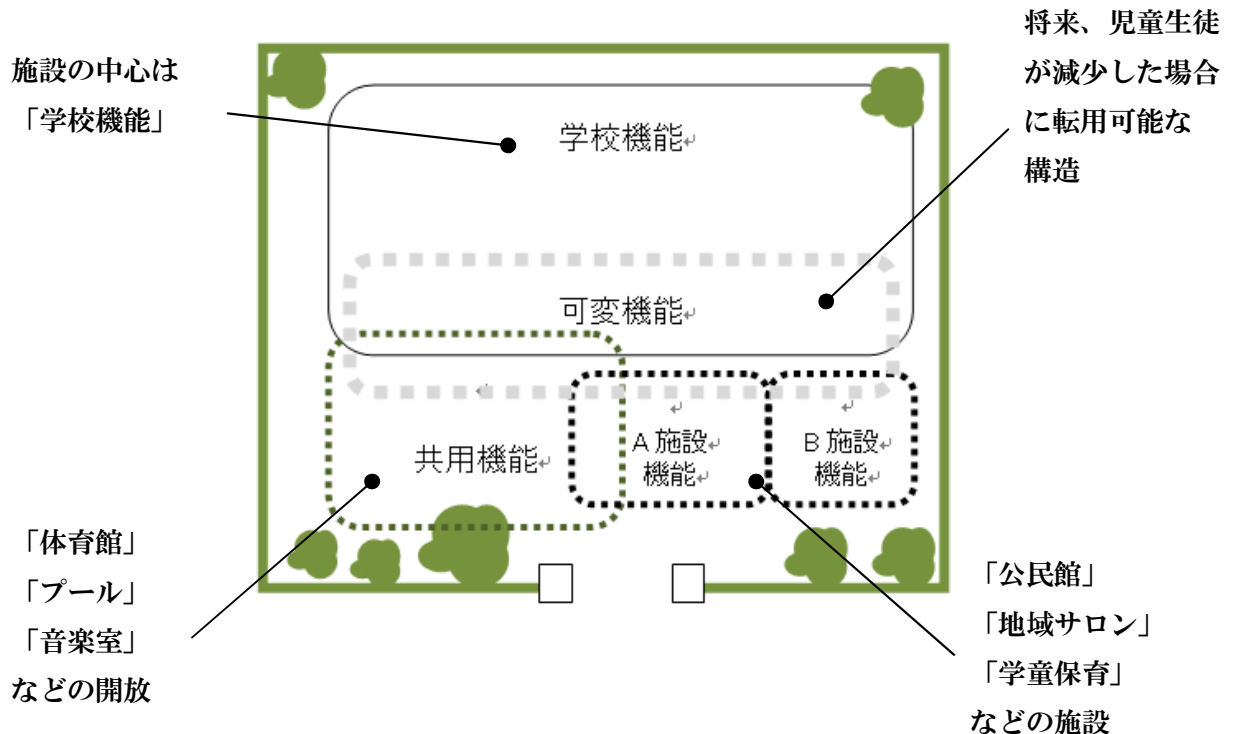 施設の中心は
「学校機能」
将来、児童生徒
が減少した場合
に転用可能な
構造
学校機能↵
可変機能↵
↵
共用機能↵
↵
A 施設↵
機能↵
↵
B 施設↵
機能↵
「体育館」
「プール」
「音楽室」
などの開放
「公民館」
「地域サロン」
「学童保育」
などの施設